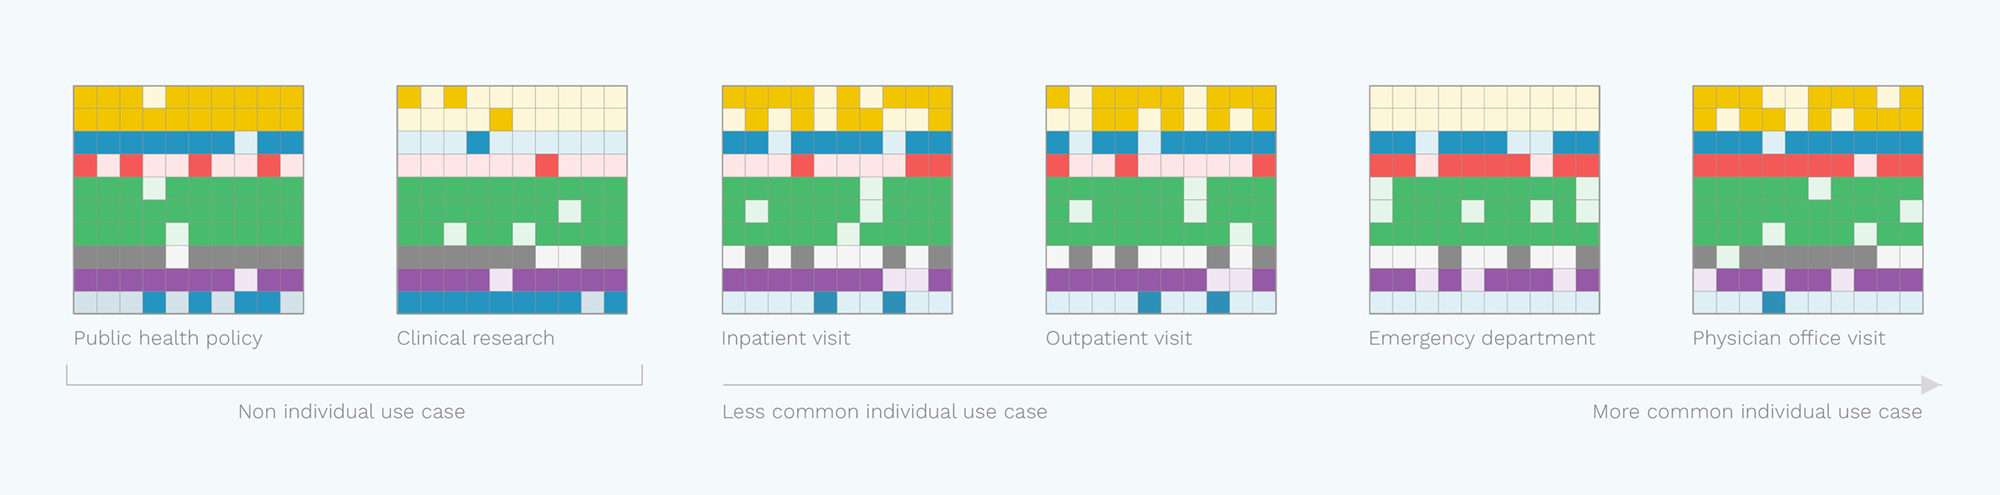 Public health policy
Clinical research
Inpatient visit
Outpatient visit
Emergency department
Physician office visit
Non individual use case
Less common individual use case
More common individual use case